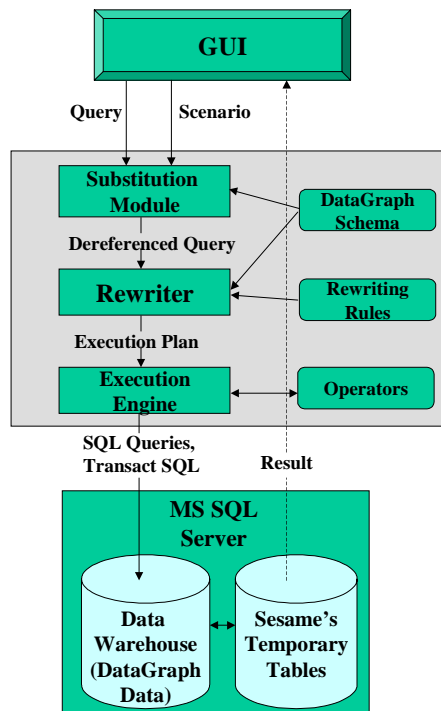 GUI
Query
Scenario
Substitution
Module
DataGraph
Schema
Dereferenced Query
Rewriter
Rewriting
Rules
Execution Plan
Execution
Engine
Operators
SQL Queries,
Transact SQL
Result
MS SQL
Server
Data
Warehouse
(DataGraph
Data)
Sesame's
Temporary
Tables